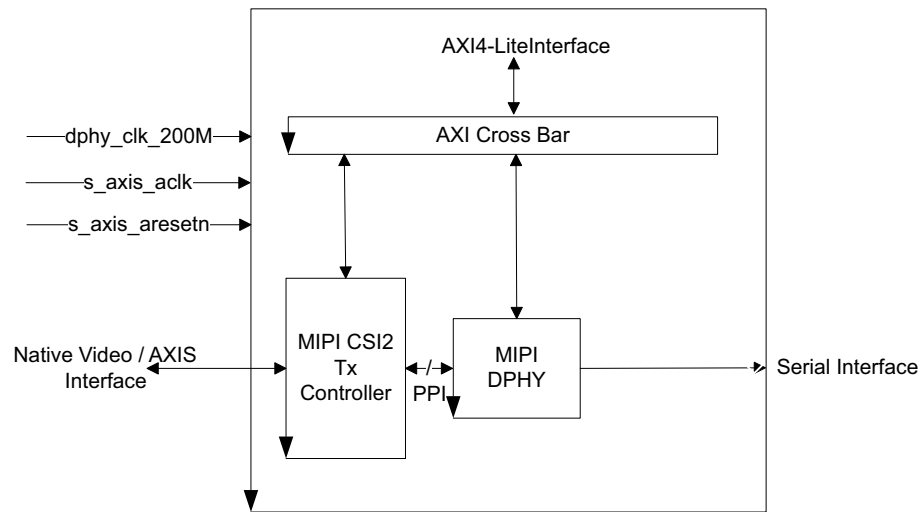 AXI4-LiteInterface
dphy_clk_200M
AXI Cross Bar
s_axis_aclk
s_axis_aresetn
MIPI CSI2
Tx
Controller
MIPI
DPHY
Native Video / AXIS
Interface
/
PPI
Serial Interface